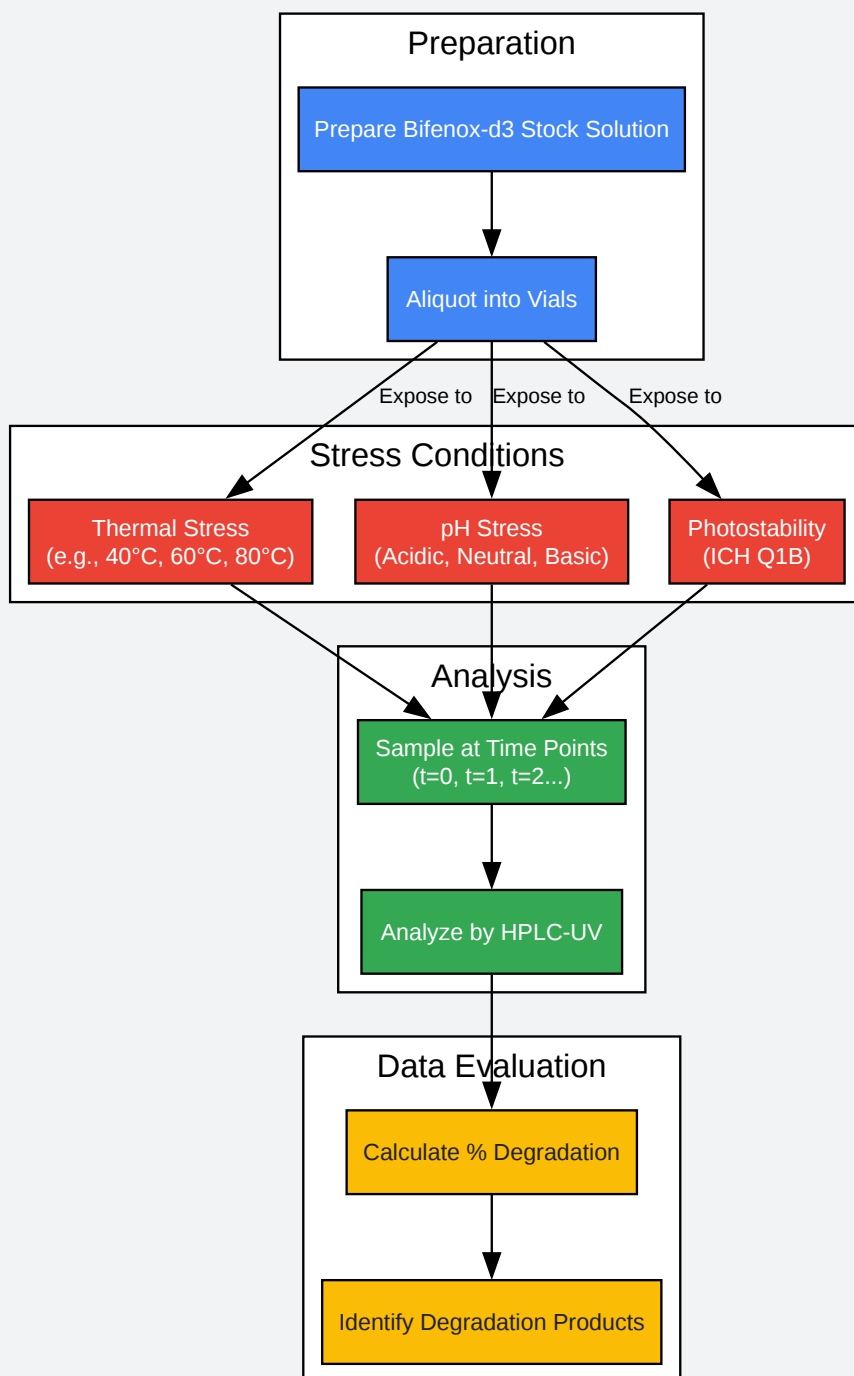 Preparation
Prepare Bifenox-d3 Stock Solution
Aliquot into Vials
Expose to
Expose to
Expose to
Stress Conditions
Thermal Stress
(e.g., 40°C, 60°C, 80°C)
pH Stress
(Acidic, Neutral, Basic)
Photostability
(ICH Q1B)
Analysis
Sample at Time Points
(t=0, t=1, t=2...)
Analyze by HPLC-UV
Data Evaluation
Calculate % Degradation
Identify Degradation Products